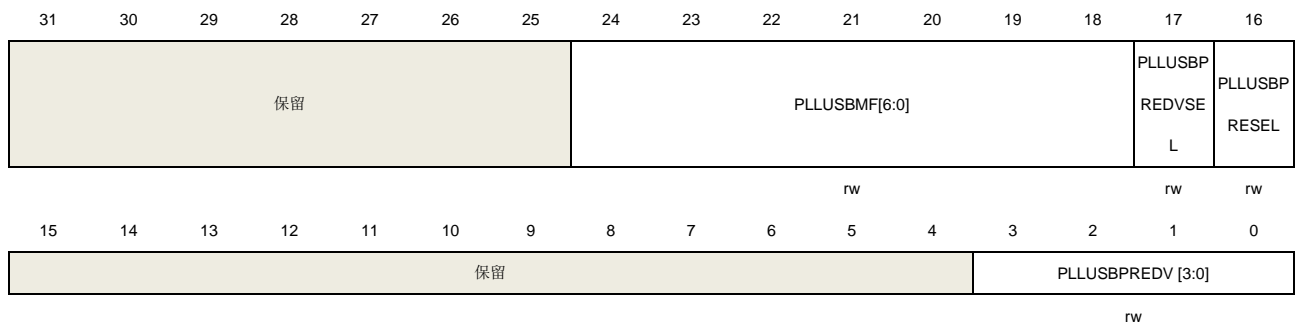 31 30 29 28 27 26 25 24 23 22 21 20 19 18 17 16
保留
PLLUSBMF[6:0]
PLLUSBP
REDVSE
L
PLLUSBP
RESEL
rw rw rw
15 14 13 12 11 10 9 8 7 6 5 4 3 2 1 0
保留
PLLUSBPREDV [3:0]
rw